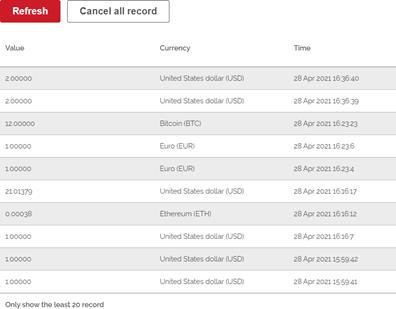 Refresh Cancel all record
Value Currency Time
2.00000 United States dollar (USD) 28 Apr 2021 16:36:40
2.00000 United States dollar (USD) 28 Apr 2021 16:36:39
12.00000 Bitcoin (BTC) 28 Apr 2021 16:23:23
1.00000 Euro (EUR) 28 Apr 2021 16:23:6
1.00000 Euro (EUR) 28 Apr 2021 16:23:4
21.01379 United States dollar (USD) 28 Apr 2021 16:16:17
0.00038 Ethereum (ETH) 28 Apr 2021 16:16:12
1.00000 United States dollar (USD) 28 Apr 2021 16:16:7
1.00000 United States dollar (USD) 28 Apr 2021 15:59:42
1.00000 United States dollar (USD) 28 Apr 2021 15:59:41
Only show the least 20 record